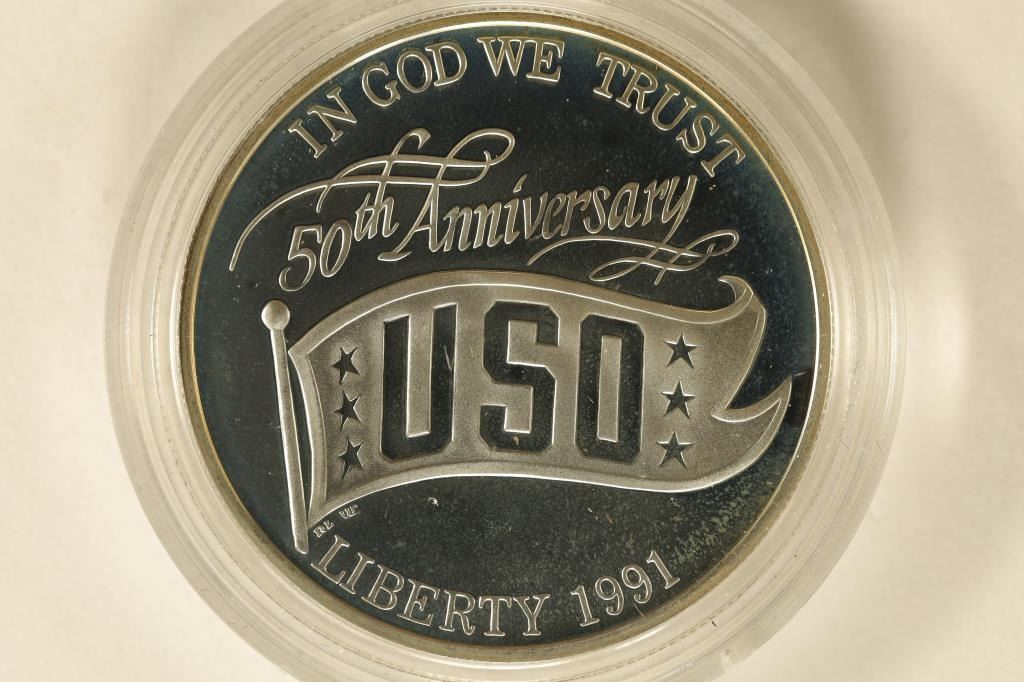 IN GOD WE TRUST
50th Anniversary
USO
LIBERTY 1991